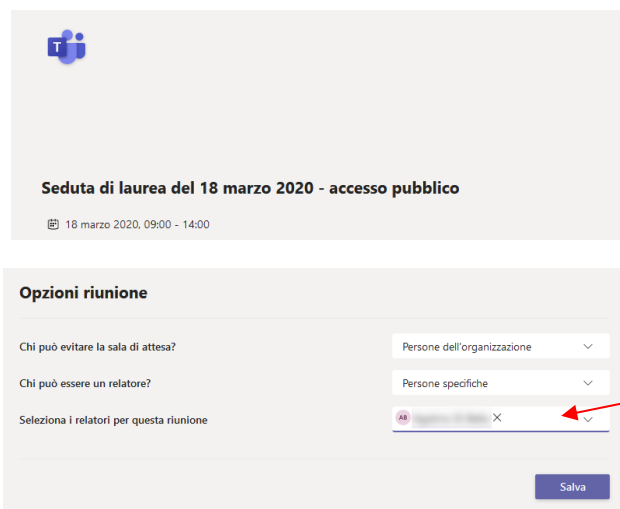 T
Seduta di laurea del 18 marzo 2020 - accesso pubblico
18 marzo 2020, 09:00 - 14:00
Opzioni riunione
Chi può evitare la sala di attesa? Persone dell'organizzazione
Chi può essere un relatore? Persone specifiche
Seleziona i relatori per questa riunione AB
Salva